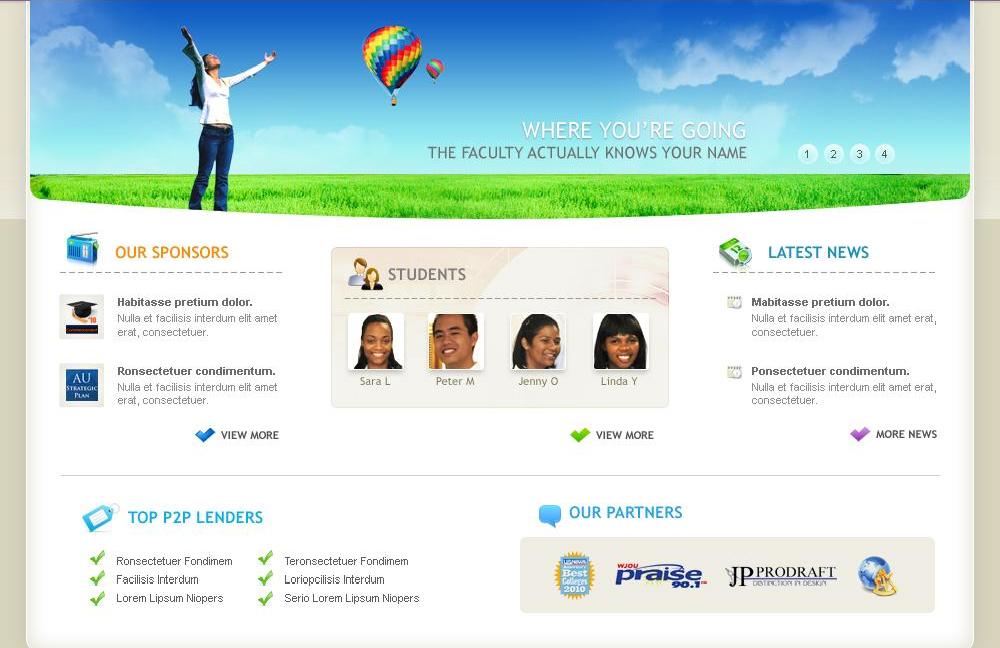 WHERE YOU'RE GOING
THE FACULTY ACTUALLY KNOWS YOUR NAME
1 2 3 4
OUR SPONSORS
Habitasse pretium dolor.
Nulla et facilisis interdum elit amet
erat, consectetuer.
AU
STRATEGIC
PLAN
Ronsectetuer condimentum.
Nulla et facilisis interdum elit amet
erat, consectetuer.
VIEW MORE
STUDENTS
Sara L
Peter M
Jenny O
Linda Y
VIEW MORE
LATEST NEWS
Mabitasse pretium dolor.
Nulla et facilisis interdum elit amet erat,
consectetuer.
Ponsectetuer condimentum.
Nulla et facilisis interdum elit amet erat,
consectetuer.
MORE NEWS
TOP P2P LENDERS
Ronsectetuer Fondimem
Facilisis Interdum
Lorem Lipsum Niopers
Teronsectetuer Fondimem
Loriopcilisis Interdum
Serio Lorem Lipsum Niopers
OUR PARTNERS
Best
Colleges
2010
WJOU
praise
90.1
JP PRODRAFT
DISTINCTION IN DESIGN